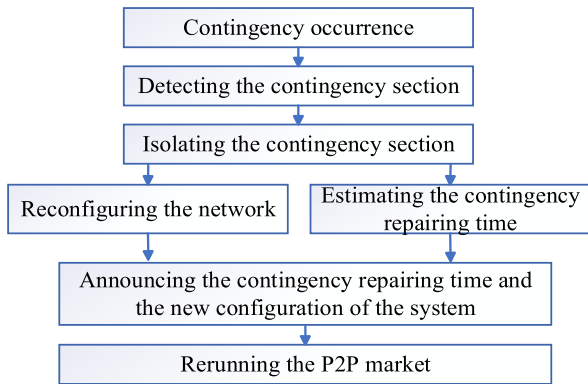 Contingency occurrence
Detecting the contingency section
Isolating the contingency section
Reconfiguring the network
Estimating the contingency
repairing time
Announcing the contingency repairing time and
the new configuration of the system
Rerunning the P2P market